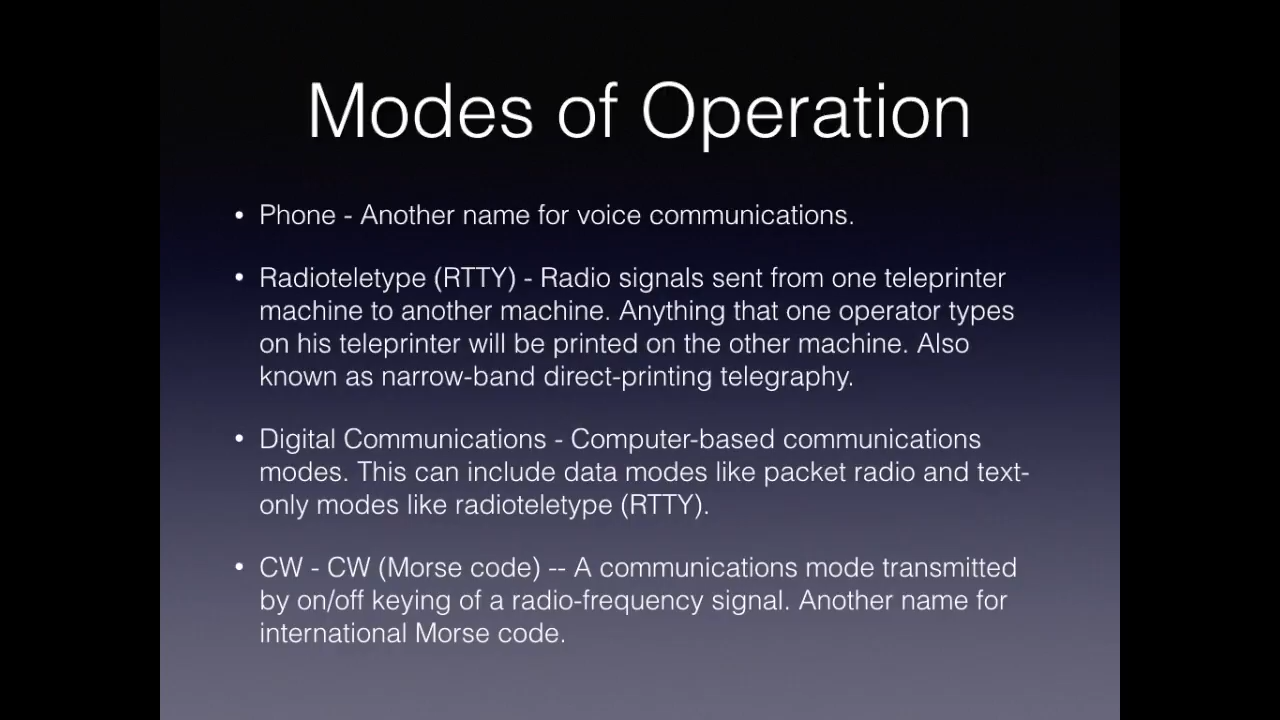 Modes of Operation
• Phone - Another name for voice communications.
• Radioteletype (RTTY) - Radio signals sent from one teleprinter
machine to another machine. Anything that one operator types
on his teleprinter will be printed on the other machine. Also
known as narrow-band direct-printing telegraphy.
• Digital Communications - Computer-based communications
modes. This can include data modes like packet radio and text-
only modes like radioteletype (RTTY).
• CW - CW (Morse code) -- A communications mode transmitted
by on/off keying of a radio-frequency signal. Another name for
international Morse code.